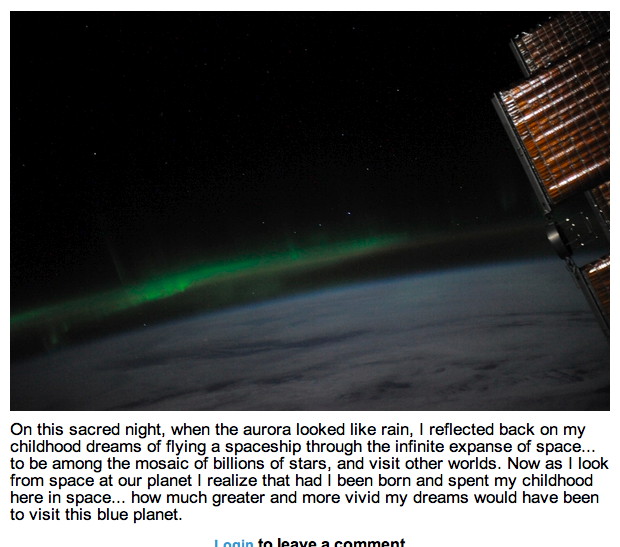 On this sacred night, when the aurora looked like rain, I reflected back on my
childhood dreams of flying a spaceship through the infinite expanse of space...
to be among the mosaic of billions of stars, and visit other worlds. Now as I look
from space at our planet I realize that had I been born and spent my childhood
here in space... how much greater and more vivid my dreams would have been
to visit this blue planet.
Login to leave a comment